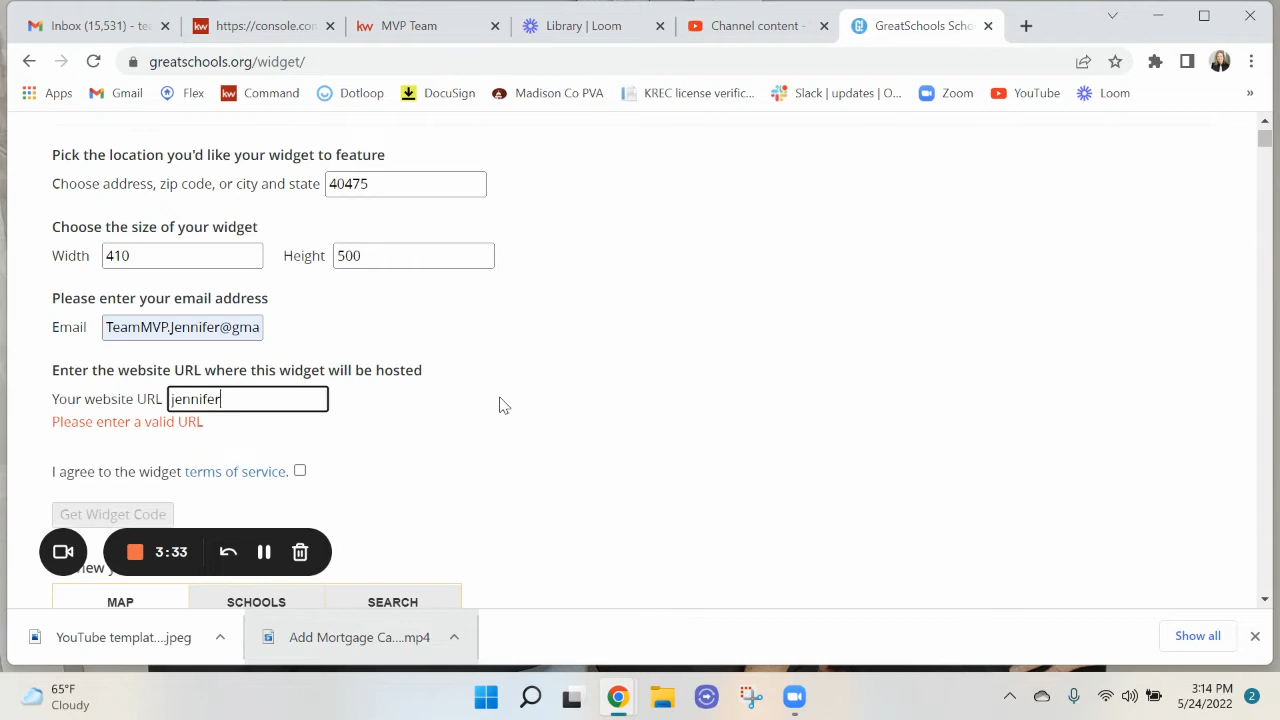 Inbox (15,531) - tea
https://console.com
MVP Team
Library | Loom
Channel content -
GreatSchools Scho
greatschools.org/widget/
Apps
Gmail
Flex
Command
Dotloop
DocuSign
Madison Co PVA
KREC license verific...
Slack | updates | O...
Zoom
YouTube
Loom
»
Pick the location you'd like your widget to feature
Choose address, zip code, or city and state 40475
Choose the size of your widget
Width 410 Height 500
Please enter your email address
Email TeamMVP.Jennifer@gma
Enter the website URL where this widget will be hosted
Your website URL jennifer
Please enter a valid URL
I agree to the widget terms of service.
Get Widget Code
3:33
MAP SCHOOLS SEARCH
YouTube templat....jpeg
Add Mortgage Ca....mp4
Show all
65°F
Cloudy
3:14 PM
5/24/2022
2